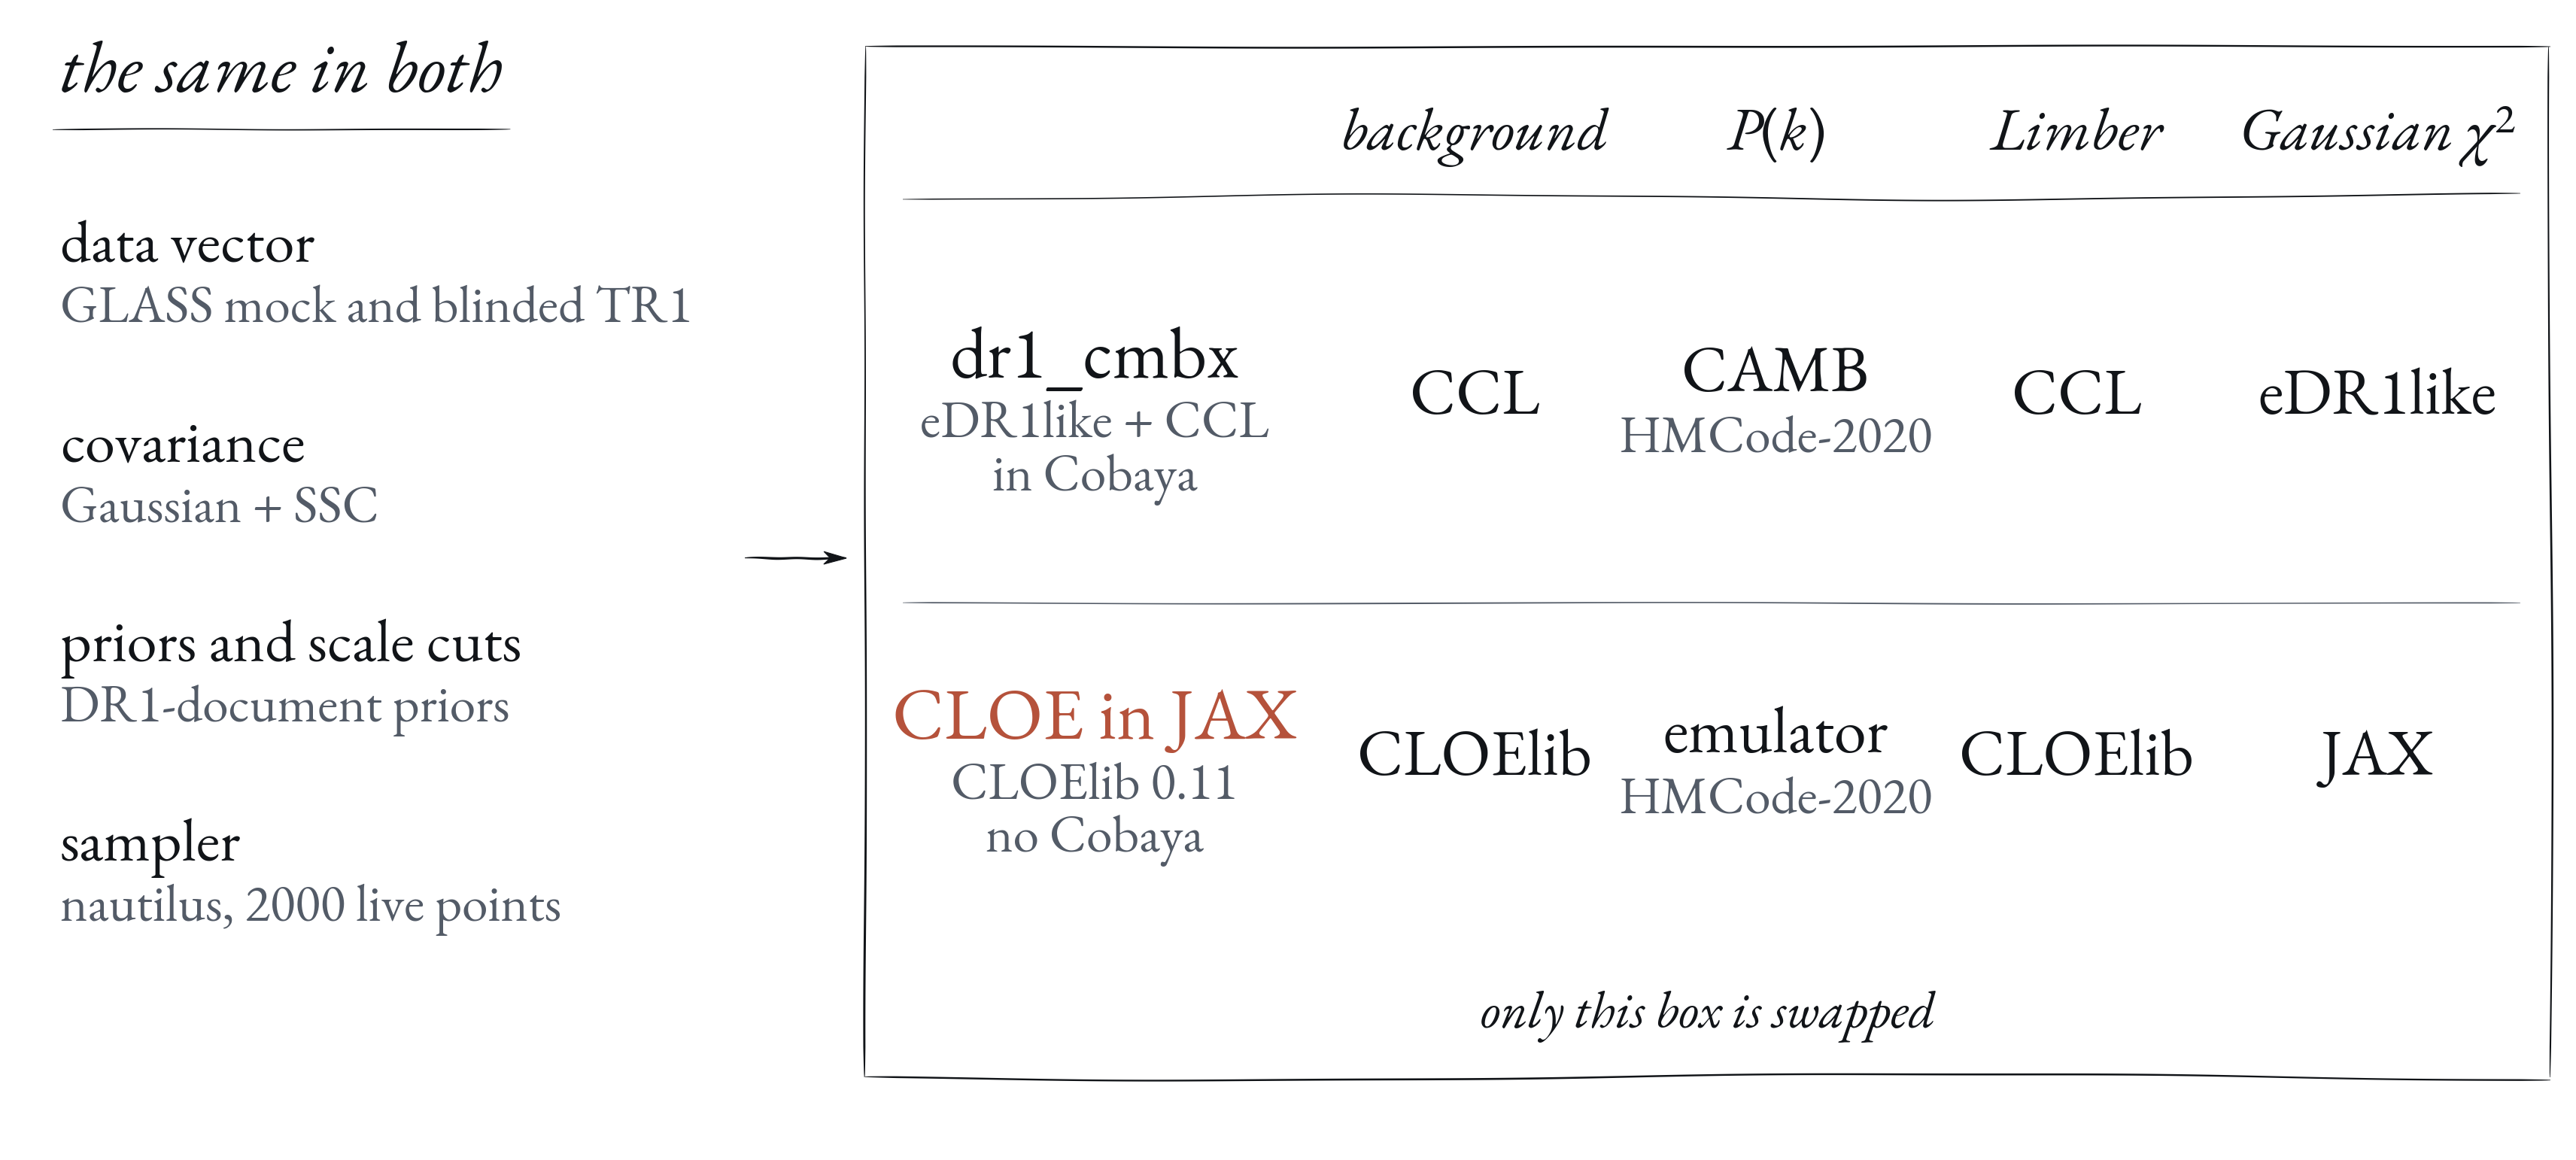 the same in both
data vector
GLASS mock and blinded TR1
covariance
Gaussian + SSC
priors and scale cuts
DR1-document priors
sampler
nautilus, 2000 live points
background P(k) Limber Gaussian χ²
dr1_cmbx
eDR1like + CCL
in Cobaya
CCL
CAMB
HMCode-2020
CCL
eDR1like
CLOE in JAX
CLOElib 0.11
no Cobaya
CLOElib
emulator
HMCode-2020
CLOElib
JAX
only this box is swapped